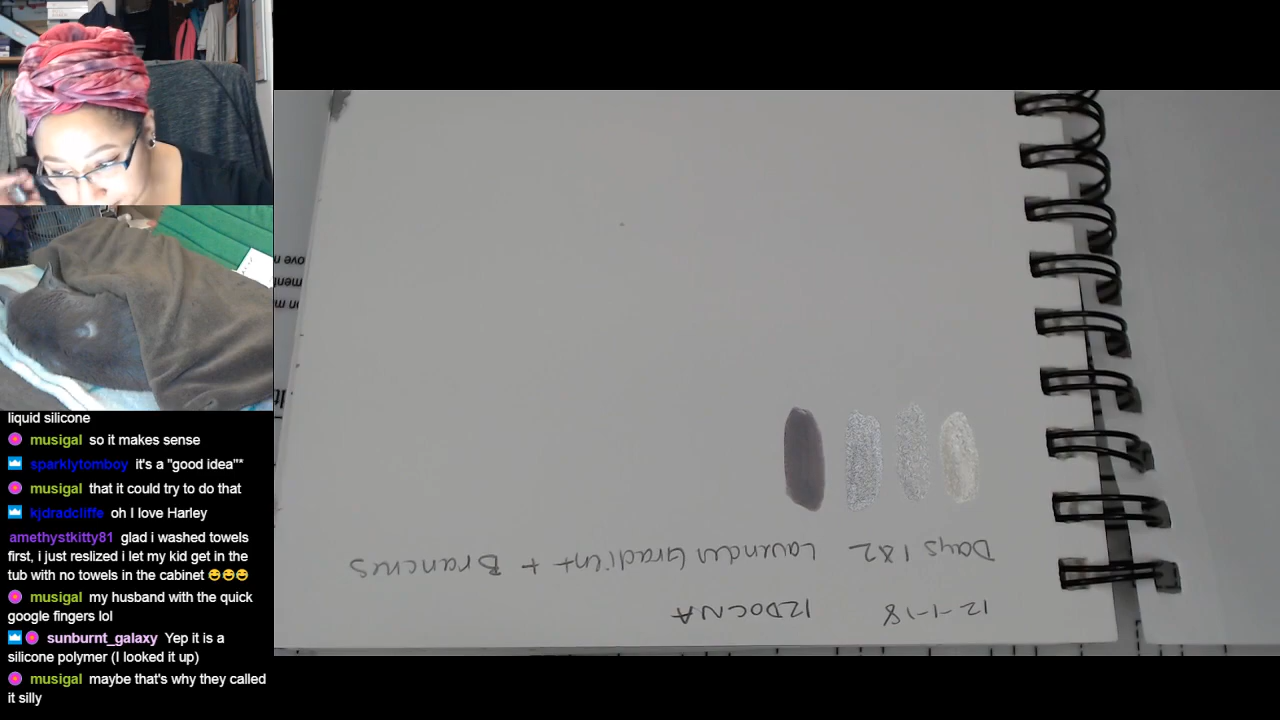 liquid silicone
musigal so it makes sense
sparklytomboy it's a "good idea"*
musigal that it could try to do that
kjdradcliffe oh I love Harley
amethystkitty81 glad i washed towels
first, i just reslized i let my kid get in the
tub with no towels in the cabinet 😂😂😂
musigal my husband with the quick
google fingers lol
sunburnt_galaxy Yep it is a
silicone polymer (I looked it up)
musigal maybe that's why they called
it silly
12-1-18 12DOCNA
Days 1&2 Lavender Gradient + Branches